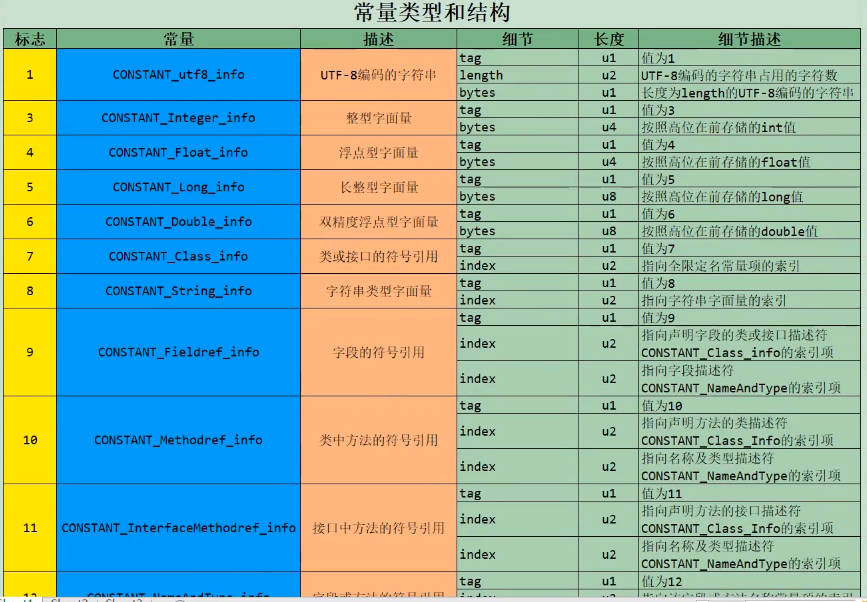 常量类型和结构
标志 常量 描述 细节 长度 细节描述
1 CONSTANT_utf8_info UTF-8编码的字符串
tag u1 值为1
length u2 UTF-8编码的字符串占用的字符数
bytes u1 长度为length的UTF-8编码的字符串
3 CONSTANT_Integer_info 整型字面量
tag u1 值为3
bytes u4 按照高位在前存储的int值
4 CONSTANT_Float_info 浮点型字面量
tag u1 值为4
bytes u4 按照高位在前存储的float值
5 CONSTANT_Long_info 长整型字面量
tag u1 值为5
bytes u8 按照高位在前存储的long值
6 CONSTANT_Double_info 双精度浮点型字面量
tag u1 值为6
bytes u8 按照高位在前存储的double值
7 CONSTANT_Class_info 类或接口的符号引用
tag u1 值为7
index u2 指向全限定名常量项的索引
8 CONSTANT_String_info 字符串类型字面量
tag u1 值为8
index u2 指向字符串字面量的索引
9 CONSTANT_Fieldref_info 字段的符号引用
tag u1 值为9
index u2 指向声明字段的类或接口描述符
CONSTANT_Class_info的索引项
index u2 指向字段描述符
CONSTANT_NameAndType的索引项
10 CONSTANT_Methodref_info 类中方法的符号引用
tag u1 值为10
index u2 指向声明方法的类描述符
CONSTANT_Class_Info的索引项
index u2 指向名称及类型描述符
CONSTANT_NameAndType的索引项
11 CONSTANT_InterfaceMethodref_info 接口中方法的符号引用
tag u1 值为11
index u2 指向声明方法的接口描述符
CONSTANT_Class_Info的索引项
index u2 指向名称及类型描述符
CONSTANT_NameAndType的索引项
12 CONSTANT_NameAndType_info 字段或方法的符号引用
tag u1 值为12